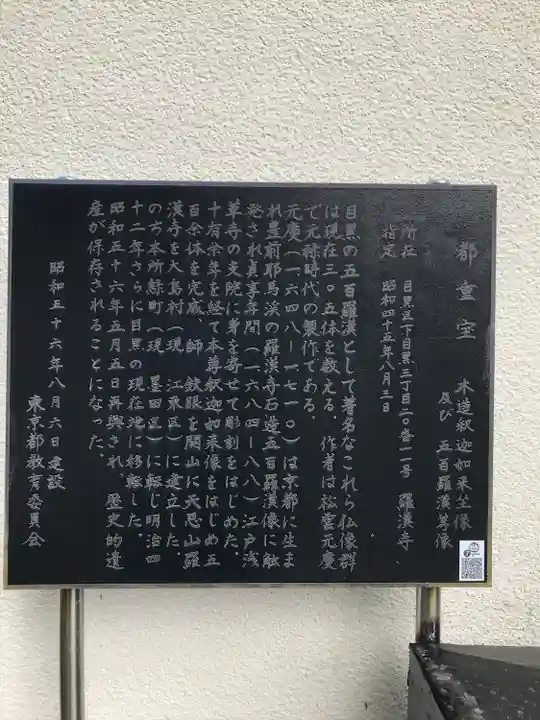 都重宝　木造釈迦如来坐像
及び　五百羅漢等像
所在　目黒区下目黒三丁目二〇番一一号　羅漢寺、
指定　昭和四十五年八月三日
目黒の五百羅漢として著名なこれら仏像群
は現在三〇五体を数える。作者は松雲元慶
で元禄時代の製作である。
元慶（一六四八ー一七一〇）は京都に生ま
れ豊前耶馬渓の羅漢寺石造五百羅漢像に触
発され貞享年間（一六八四ー八八）江戸浅
草寺の支院に身を寄せて彫刻をはじめた。
十有余年を経て本尊釈迦如来像をはじめ五
百余体を完成、師　鉄眼を開山に天恩山羅
漢寺を大島村（現　江東区）に建立した。
のち本所緑町（現　墨田区）に転じ明治四
十二年さらに目黒の現在地に移転した。
昭和五十六年五月五日再興され、歴史的遺
産が保存されることになった。
昭和五十六年八月六日建設
東京都教育委員会